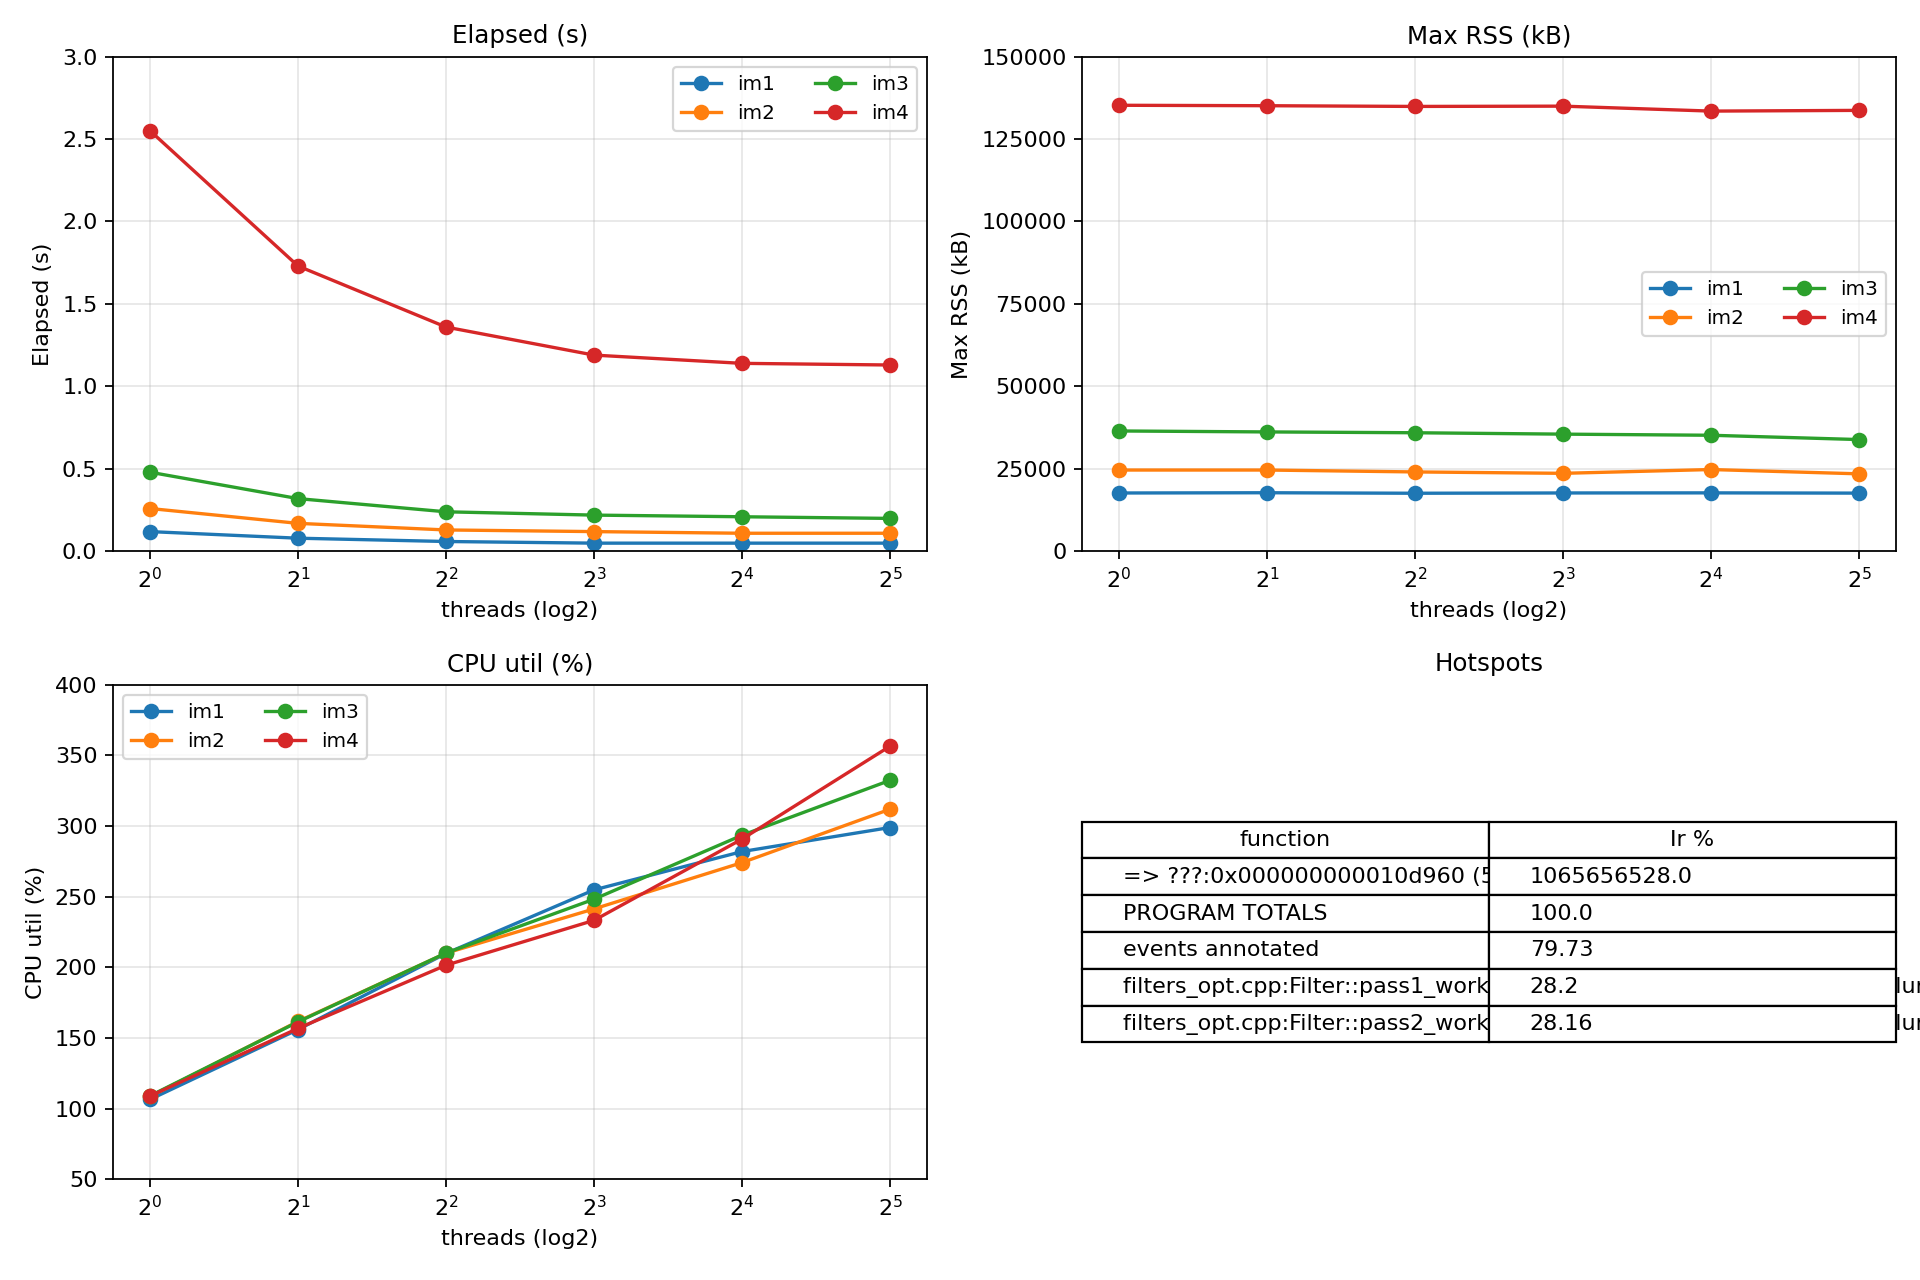 Elapsed (s)
3.0
2.5
2.0
1.5
1.0
0.5
0.0
Elapsed (s)
im1 im3
im2 im4
2^0 2^1 2^2 2^3 2^4 2^5
threads (log2)
Max RSS (kB)
150000
125000
100000
75000
50000
25000
0
Max RSS (kB)
im1 im3
im2 im4
2^0 2^1 2^2 2^3 2^4 2^5
threads (log2)
CPU util (%)
400
350
300
250
200
150
100
50
CPU util (%)
im1 im3
im2 im4
2^0 2^1 2^2 2^3 2^4 2^5
threads (log2)
Hotspots
function Ir %
=> ???:0x000000000010d960 (5 1065656528.0
PROGRAM TOTALS 100.0
events annotated 79.73
filters_opt.cpp:Filter::pass1_work 28.2
filters_opt.cpp:Filter::pass2_work 28.16